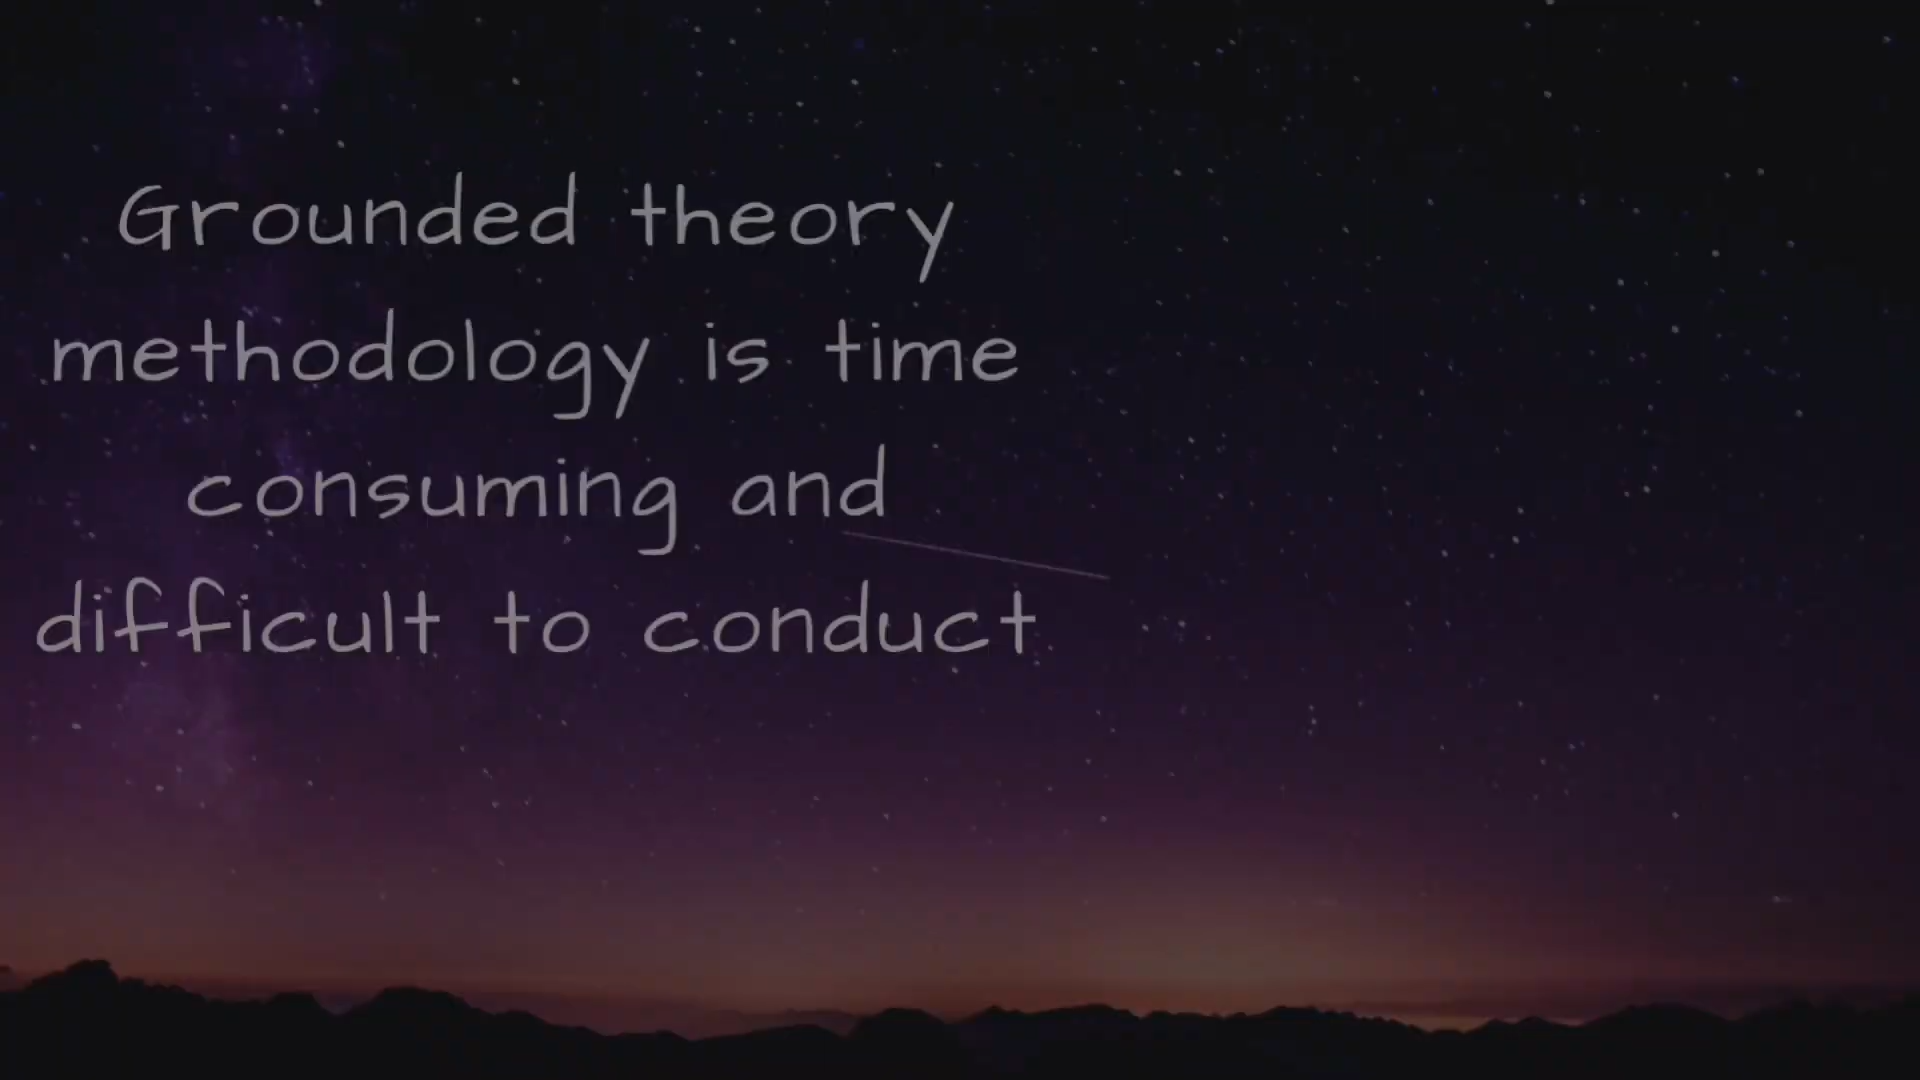 Grounded theory
methodology is time
consuming and
difficult to conduct